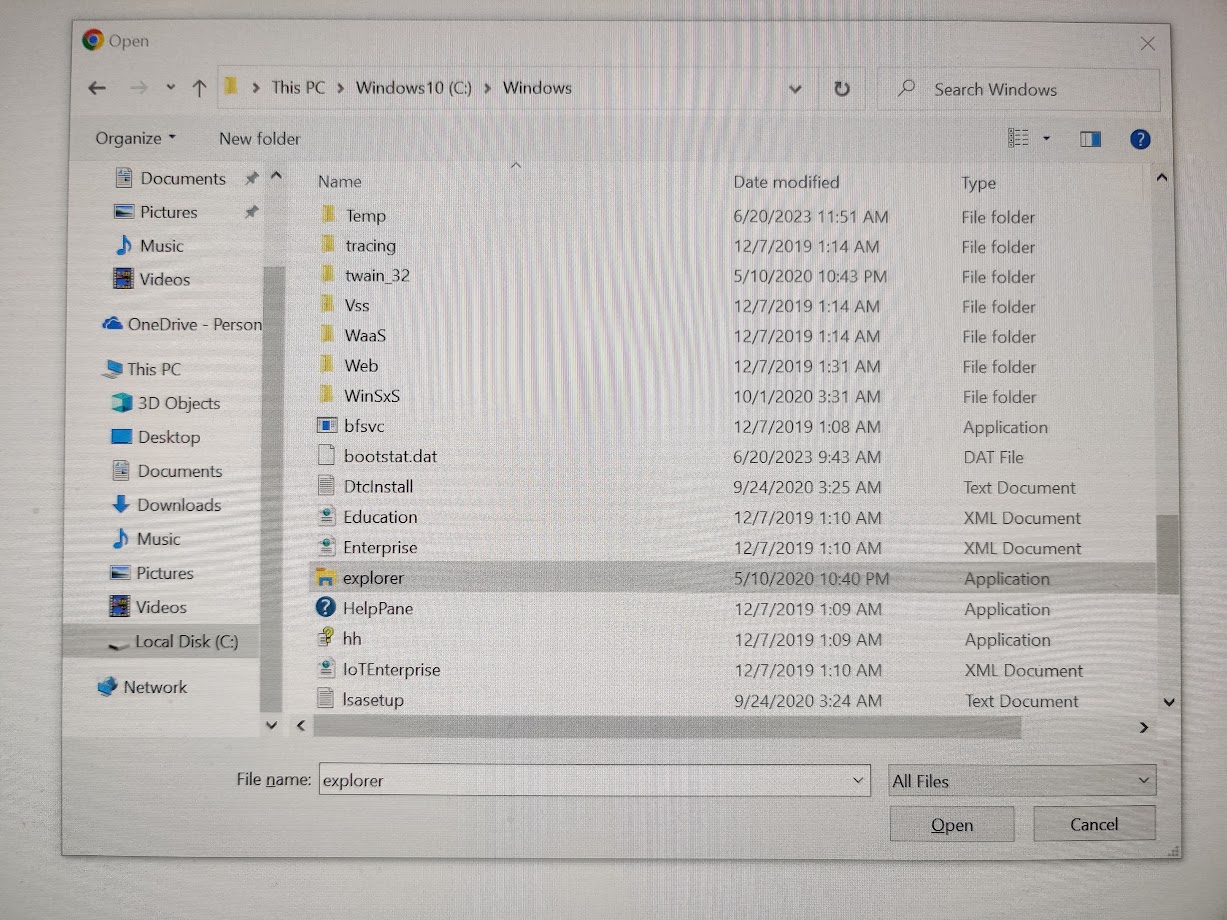 Open
This PC Windows10 (C:) Windows
Search Windows
Organize New folder
?
Documents
Pictures
Music
Videos
OneDrive - Person
This PC
3D Objects
Desktop
Documents
Downloads
Music
Pictures
Videos
Local Disk (C:)
Network
Name Date modified Type
Temp 6/20/2023 11:51 AM File folder
tracing 12/7/2019 1:14 AM File folder
twain_32 5/10/2020 10:43 PM File folder
Vss 12/7/2019 1:14 AM File folder
WaaS 12/7/2019 1:14 AM File folder
Web 12/7/2019 1:31 AM File folder
WinSxS 10/1/2020 3:31 AM File folder
bfsvc 12/7/2019 1:08 AM Application
bootstat.dat 6/20/2023 9:43 AM DAT File
DtcInstall 9/24/2020 3:25 AM Text Document
Education 12/7/2019 1:10 AM XML Document
Enterprise 12/7/2019 1:10 AM XML Document
explorer 5/10/2020 10:40 PM Application
HelpPane 12/7/2019 1:09 AM Application
hh 12/7/2019 1:09 AM Application
IoTEnterprise 12/7/2019 1:10 AM XML Document
lsasetup 9/24/2020 3:24 AM Text Document
File name: explorer All Files
Open Cancel